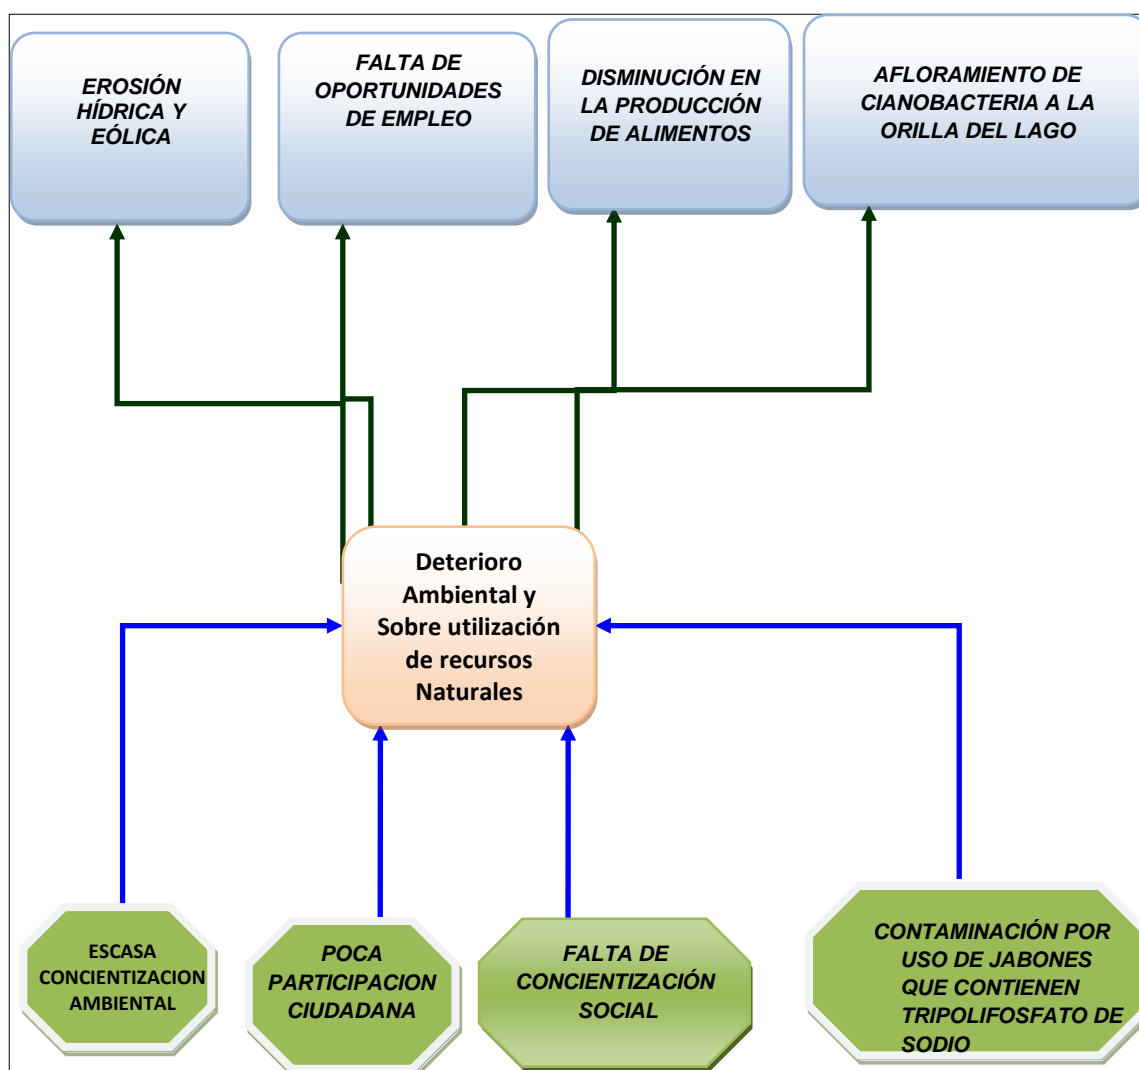 EROSIÓN
HÍDRICA Y
EÓLICA
FALTA DE
OPORTUNIDADES
DE EMPLEO
DISMINUCIÓN EN
LA PRODUCCIÓN
DE ALIMENTOS
AFLORAMIENTO DE
CIANOBACTERIA A LA
ORILLA DEL LAGO
Deterioro
Ambiental y
Sobre utilización
de recursos
Naturales
ESCASA
CONCIENTIZACION
AMBIENTAL
POCA
PARTICIPACION
CIUDADANA
FALTA DE
CONCIENTIZACIÓN
SOCIAL
CONTAMINACIÓN POR
USO DE JABONES
QUE CONTIENEN
TRIPOLIFOSFATO DE
SODIO